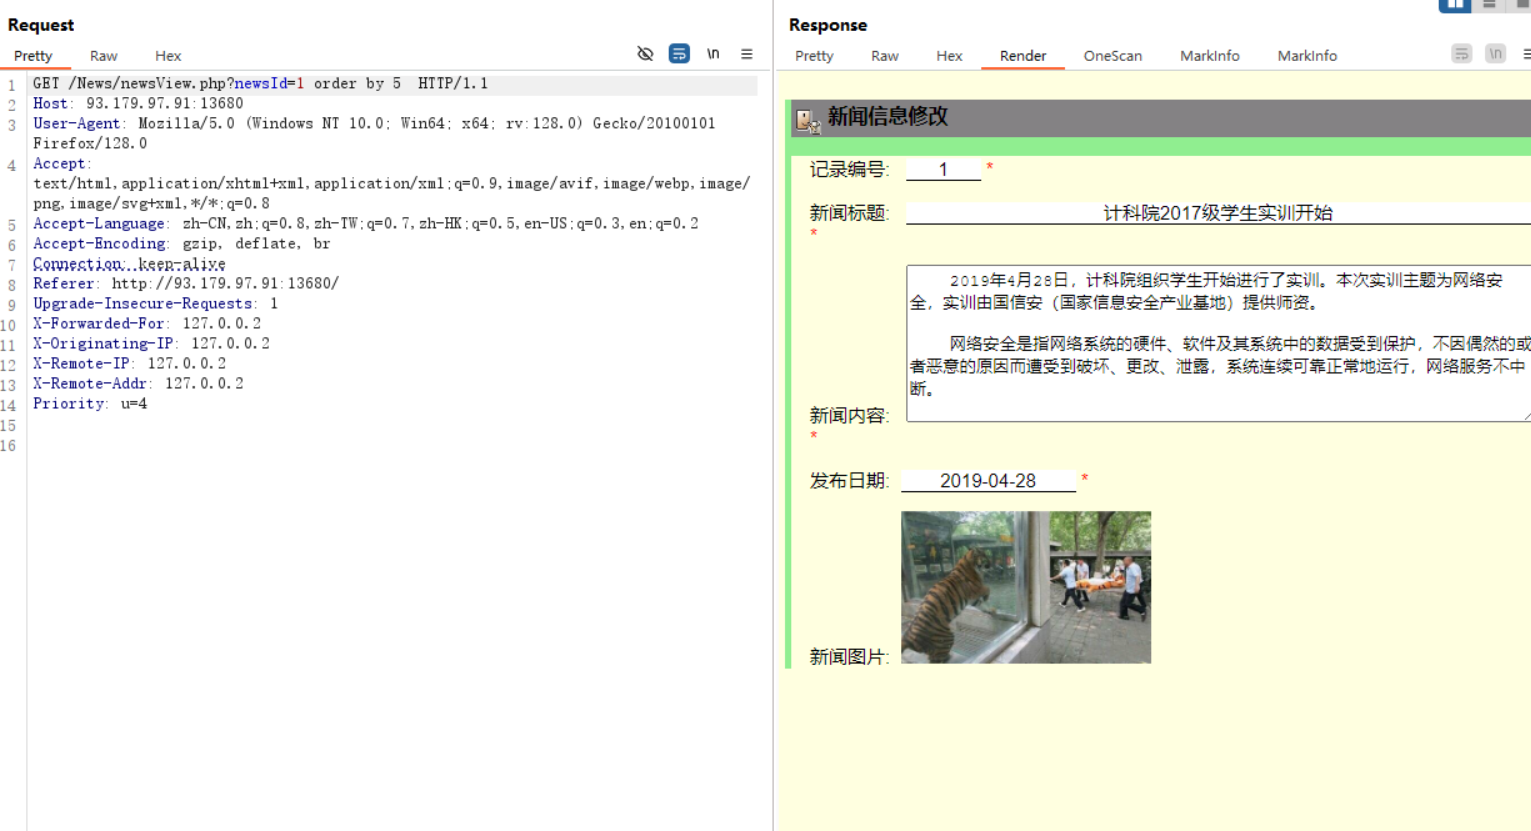 Request
Pretty Raw Hex
\n
1 GET /News/newsView.php?newsId=1 order by 5  HTTP/1.1
2 Host: 93.179.97.91:13680
3 User-Agent: Mozilla/5.0 (Windows NT 10.0; Win64; x64; rv:128.0) Gecko/20100101
Firefox/128.0
4 Accept:
text/html,application/xhtml+xml,application/xml;q=0.9,image/avif,image/webp,image/
png,image/svg+xml,*/*;q=0.8
5 Accept-Language: zh-CN,zh;q=0.8,zh-TW;q=0.7,zh-HK;q=0.5,en-US;q=0.3,en;q=0.2
6 Accept-Encoding: gzip, deflate, br
7 Connection: keep-alive
8 Referer: http://93.179.97.91:13680/
9 Upgrade-Insecure-Requests: 1
10 X-Forwarded-For: 127.0.0.2
11 X-Originating-IP: 127.0.0.2
12 X-Remote-IP: 127.0.0.2
13 X-Remote-Addr: 127.0.0.2
14 Priority: u=4
15
16
Response
Pretty Raw Hex Render OneScan MarkInfo MarkInfo
\n
新闻信息修改
记录编号: 1 *
新闻标题: 计科院2017级学生实训开始
*
2019年4月28日，计科院组织学生开始进行了实训。本次实训主题为网络安
全，实训由国信安（国家信息安全产业基地）提供师资。
网络安全是指网络系统的硬件、软件及其系统中的数据受到保护，不因偶然的或
者恶意的原因而遭受到破坏、更改、泄露，系统连续可靠正常地运行，网络服务不中
断。
新闻内容:
*
发布日期: 2019-04-28 *
新闻图片: